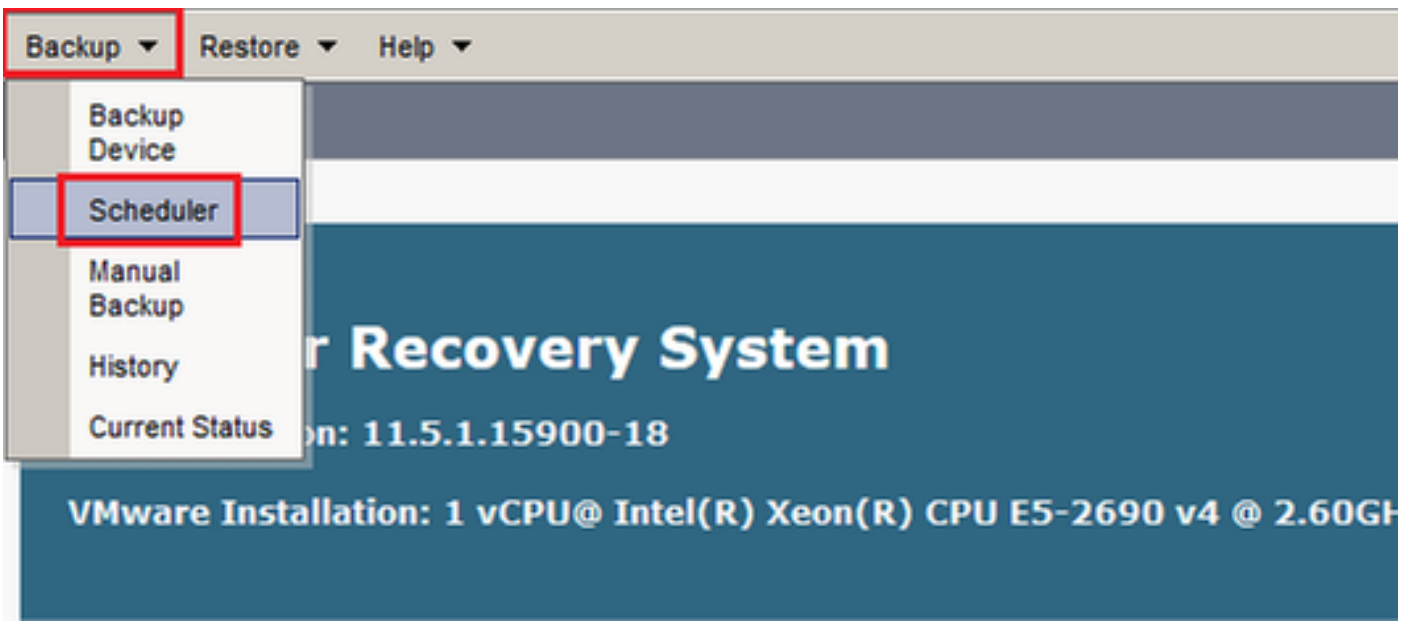 Backup Restore Help
Backup
Device
Scheduler
Manual
Backup
History
Current Status
r Recovery System
on: 11.5.1.15900-18
VMware Installation: 1 vCPU@ Intel(R) Xeon(R) CPU E5-2690 v4 @ 2.60GH